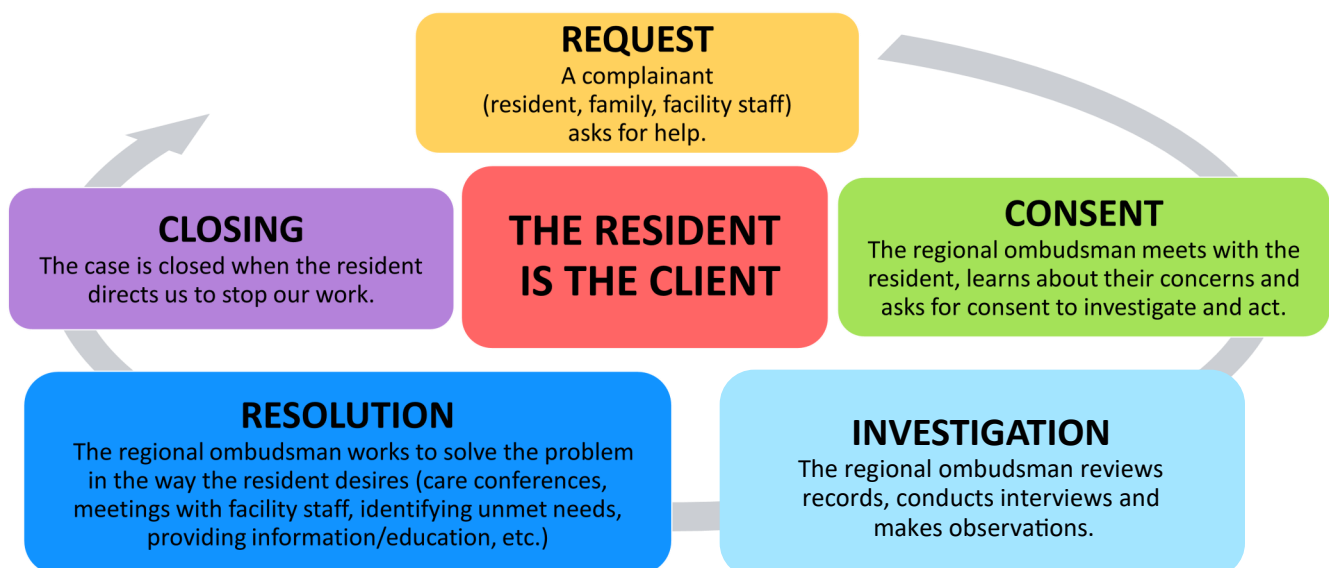 REQUEST
A complainant
(resident, family, facility staff)
asks for help.
THE RESIDENT
IS THE CLIENT
CONSENT
The regional ombudsman meets with the
resident, learns about their concerns and
asks for consent to investigate and act.
INVESTIGATION
The regional ombudsman reviews
records, conducts interviews and
makes observations.
RESOLUTION
The regional ombudsman works to solve the problem
in the way the resident desires (care conferences,
meetings with facility staff, identifying unmet needs,
providing information/education, etc.)
CLOSING
The case is closed when the resident
directs us to stop our work.